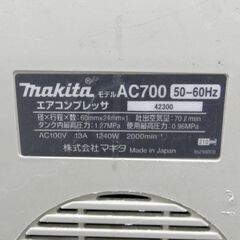 makita モデル AC700 50-60Hz
エアコンプレッサ 42300
径×行程×数:60mm×24mm×1 吐出空気量:70ℓ/min
タンク内最高圧力:1.27MPa 使用最高圧力:0.96MPa
AC100V 13A 1240W 2000min⁻¹
株式会社マキタ Made in Japan